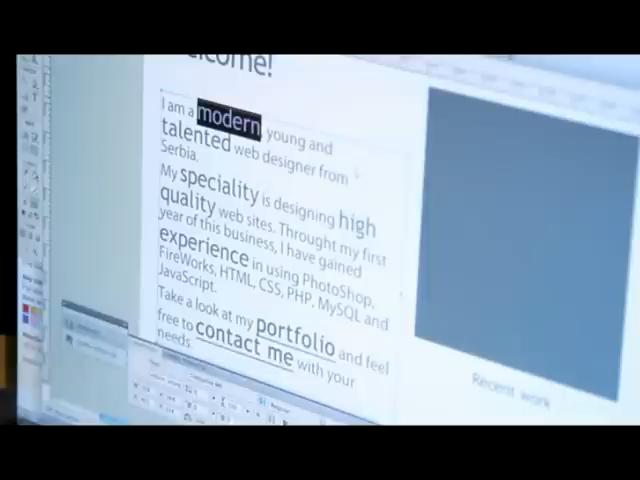 elcome!
I am a modern young and
talented web designer from
Serbia.
My speciality is designing high
quality web sites. Throught my first
year of this business, I have gained
experience in using PhotoShop,
FireWorks, HTML, CSS, PHP, MySQL and
JavaScript.
Take a look at my portfolio and feel
free to contact me with your
needs.
Recent work